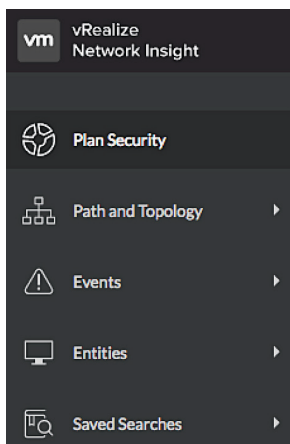 vm
vRealize
Network Insight
Plan Security
Path and Topology
Events
Entities
Saved Searches